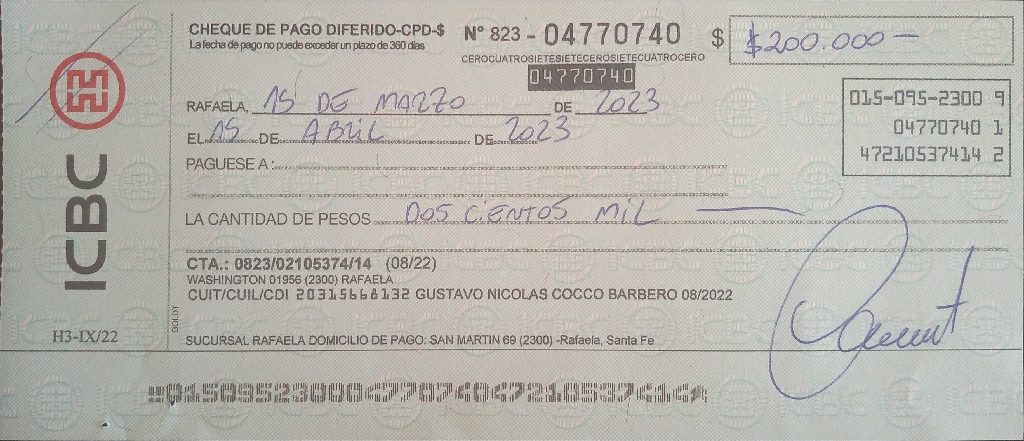 CHEQUE DE PAGO DIFERIDO-CPD-$ N° 823 - 04770740 $ $200.000-
La fecha de pago no puede exceder un plazo de 360 días
CEROCUATROSIETESIETECEROSIETECUATROCERO
04770740
RAFAELA, 15 DE MARZO DE 2023
015-095-2300 9
04770740 1
47210537414 2
EL 15 DE ABRIL DE 2023
PAGUESE A :
LA CANTIDAD DE PESOS DOS CIENTOS MIL
CTA.: 0823/02105374/14 (08/22)
WASHINGTON 01956 (2300) RAFAELA
CUIT/CUIL/CDI 20315668132 GUSTAVO NICOLAS COCCO BARBERO 08/2022
SUCURSAL RAFAELA DOMICILIO DE PAGO: SAN MARTIN 69 (2300) -Rafaela, Santa Fe
ICBC
H3-IX/22